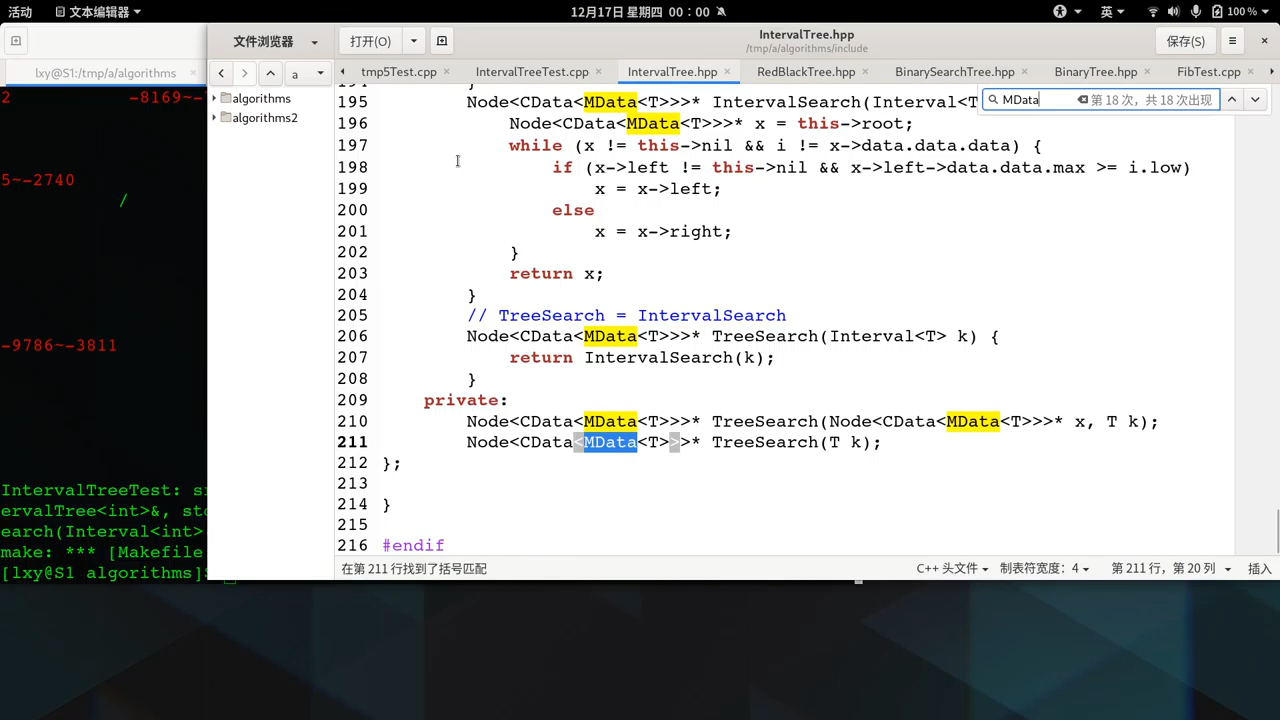 活动 文本编辑器 12月17日 星期四 00：00 英 100 %
文件浏览器 打开(O) IntervalTree.hpp 保存(S)
/tmp/a/algorithms/include
lxy@S1:/tmp/a/algorithms × a tmp5Test.cpp × IntervalTreeTest.cpp × IntervalTree.hpp × RedBlackTree.hpp × BinarySearchTree.hpp × BinaryTree.hpp × FibTest.cpp ×
MData 第 18 次，共 18 次出现
algorithms
algorithms2
2 -8169~-
5~-2740
/
-9786~-3811
IntervalTreeTest: s
ervalTree<int>&, st
earch(Interval<int>
make: *** [Makefile
[lxy@S1 algorithms]$
195 Node<CData<MData<T>>>* IntervalSearch(Interval<T
196 Node<CData<MData<T>>>* x = this->root;
197 while (x != this->nil && i != x->data.data.data) {
198 if (x->left != this->nil && x->left->data.data.max >= i.low)
199 x = x->left;
200 else
201 x = x->right;
202 }
203 return x;
204 }
205 // TreeSearch = IntervalSearch
206 Node<CData<MData<T>>>* TreeSearch(Interval<T> k) {
207 return IntervalSearch(k);
208 }
209 private:
210 Node<CData<MData<T>>>* TreeSearch(Node<CData<MData<T>>>* x, T k);
211 Node<CData<MData<T>>>* TreeSearch(T k);
212 };
213
214 }
215
216 #endif
在第 211 行找到了括号匹配 C++ 头文件 制表符宽度：4 第 211 行，第 20 列 插入